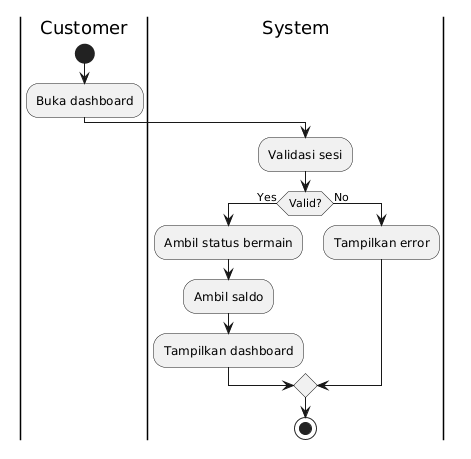 Customer
System
Buka dashboard
Validasi sesi
Yes
Valid?
No
Ambil status bermain
Tampilkan error
Ambil saldo
Tampilkan dashboard